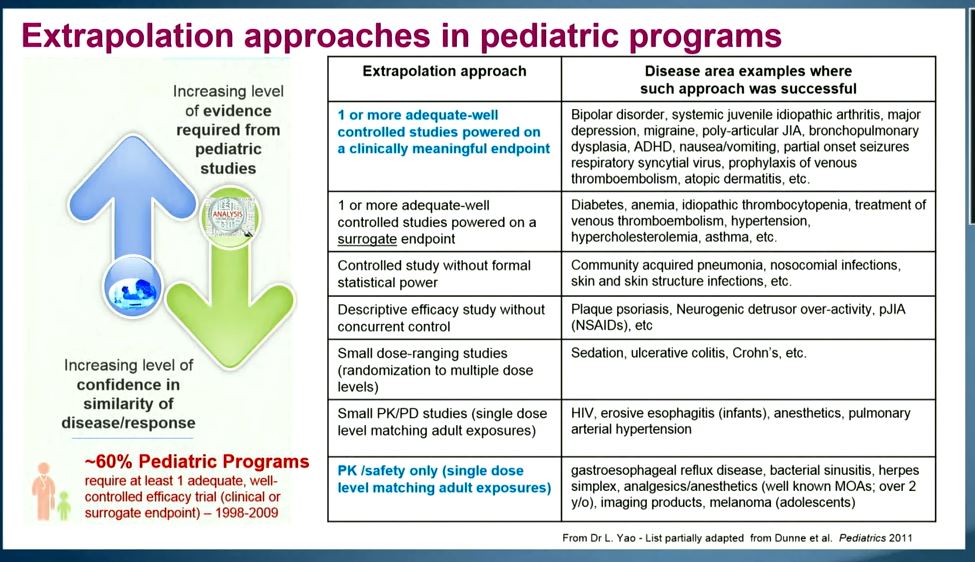 Extrapolation approaches in pediatric programs
Increasing level
of evidence
required from
pediatric
studies
ANALYSIS
Increasing level of
confidence in
similarity of
disease/response
~60% Pediatric Programs
require at least 1 adequate, well-
controlled efficacy trial (clinical or
surrogate endpoint) – 1998-2009
Extrapolation approach
Disease area examples where
such approach was successful
1 or more adequate-well
controlled studies powered on
a clinically meaningful endpoint
Bipolar disorder, systemic juvenile idiopathic arthritis, major
depression, migraine, poly-articular JIA, bronchopulmonary
dysplasia, ADHD, nausea/vomiting, partial onset seizures
respiratory syncytial virus, prophylaxis of venous
thromboembolism, atopic dermatitis, etc.
1 or more adequate-well
controlled studies powered on a
surrogate endpoint
Diabetes, anemia, idiopathic thrombocytopenia, treatment of
venous thromboembolism, hypertension,
hypercholesterolemia, asthma, etc.
Controlled study without formal
statistical power
Community acquired pneumonia, nosocomial infections,
skin and skin structure infections, etc.
Descriptive efficacy study without
concurrent control
Plaque psoriasis, Neurogenic detrusor over-activity, pJIA
(NSAIDs), etc
Small dose-ranging studies
(randomization to multiple dose
levels)
Sedation, ulcerative colitis, Crohn's, etc.
Small PK/PD studies (single dose
level matching adult exposures)
HIV, erosive esophagitis (infants), anesthetics, pulmonary
arterial hypertension
PK /safety only (single dose
level matching adult exposures)
gastroesophageal reflux disease, bacterial sinusitis, herpes
simplex, analgesics/anesthetics (well known MOAs; over 2
y/o), imaging products, melanoma (adolescents)
From Dr L. Yao - List partially adapted from Dunne et al. Pediatrics 2011